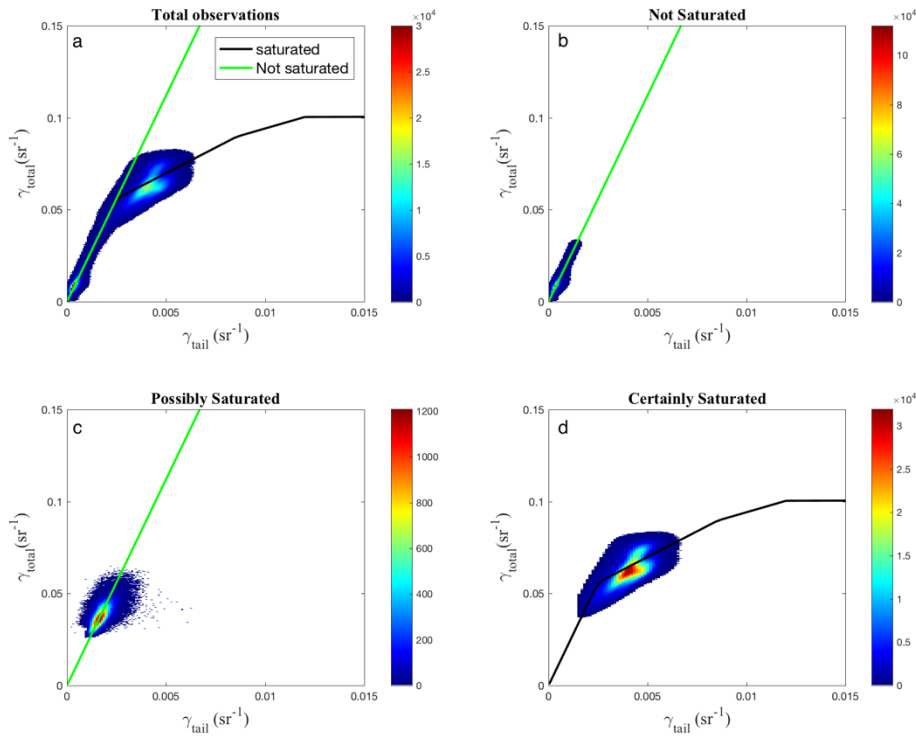 Total observations
a
saturated
Not saturated
γtotal(sr⁻¹)
0.15
0.1
0.05
0
0 0.005 0.01 0.015
γtail (sr⁻¹)
×10⁴
3
2.5
2
1.5
1
0.5
0
Not Saturated
b
γtotal(sr⁻¹)
0.15
0.1
0.05
0
0 0.005 0.01 0.015
γtail (sr⁻¹)
×10⁴
10
8
6
4
2
0
Possibly Saturated
c
γtotal(sr⁻¹)
0.15
0.1
0.05
0
0 0.005 0.01 0.015
γtail (sr⁻¹)
1200
1000
800
600
400
200
0
Certainly Saturated
d
γtotal(sr⁻¹)
0.15
0.1
0.05
0
0 0.005 0.01 0.015
γtail (sr⁻¹)
×10⁴
3
2.5
2
1.5
1
0.5
0